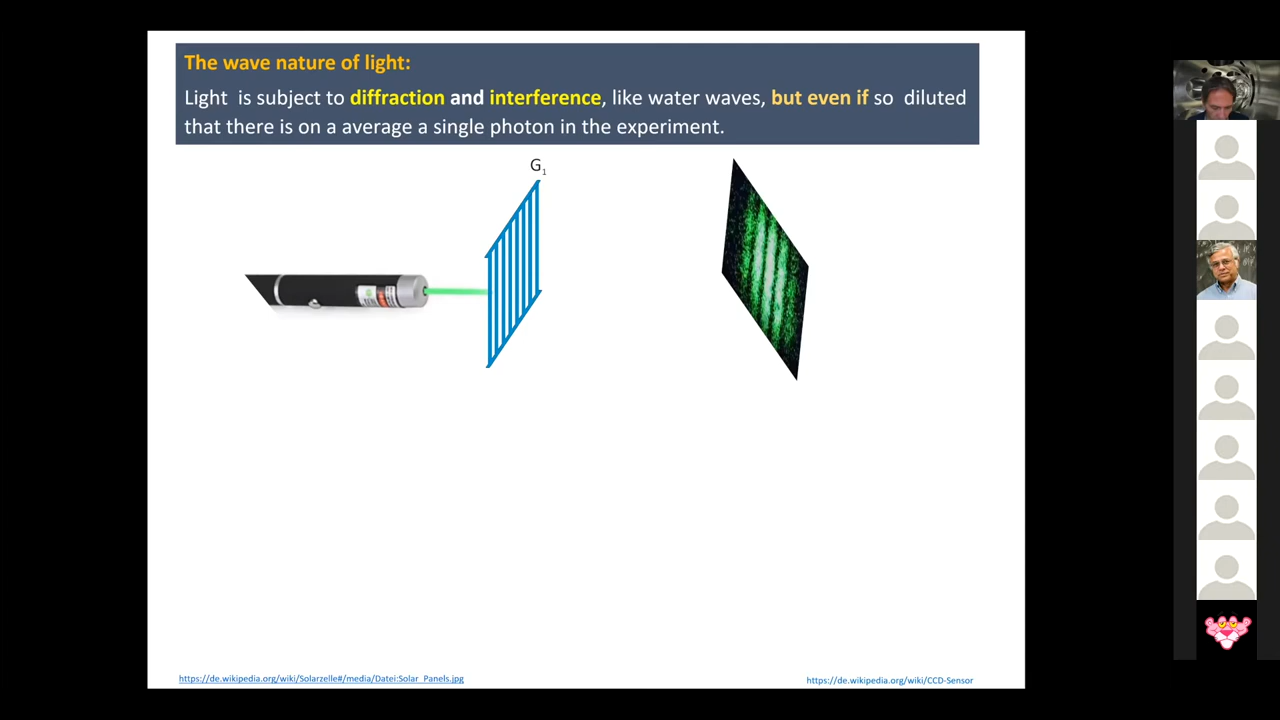 The wave nature of light:
Light is subject to diffraction and interference, like water waves, but even if so diluted
that there is on a average a single photon in the experiment.
G1
https://de.wikipedia.org/wiki/Solarzelle#/media/Datei:Solar_Panels.jpg
https://de.wikipedia.org/wiki/CCD-Sensor